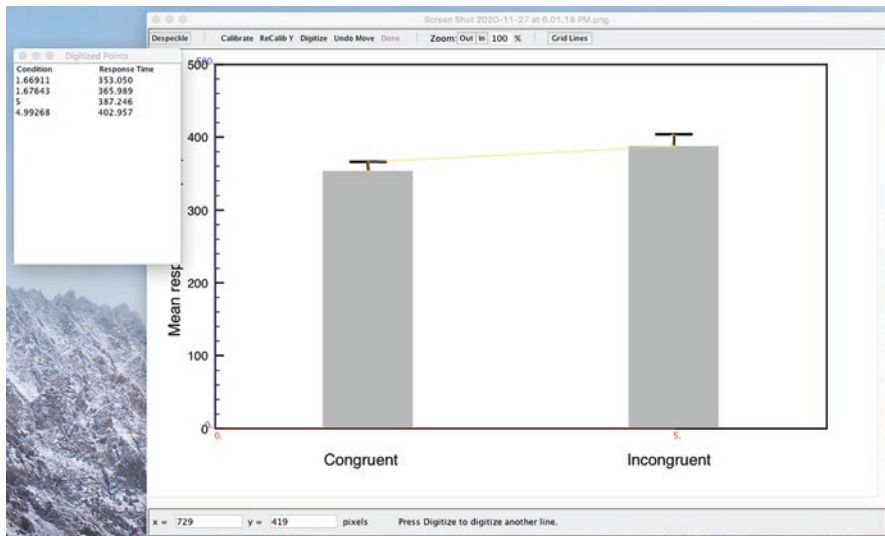 Screen Shot 2020-11-27 at 6.01.18 PM.png
Despeckle Calibrate ReCalib Y Digitize Undo Move Done Zoom: Out In 100 % Grid Lines
Digitized Points
Condition Response Time
1.66911 353.050
1.67643 365.989
5 387.246
4.99268 402.957
500
400
300
200
100
0
0.
5.
Mean resp
Congruent Incongruent
x = 729 y = 419 pixels Press Digitize to digitize another line.